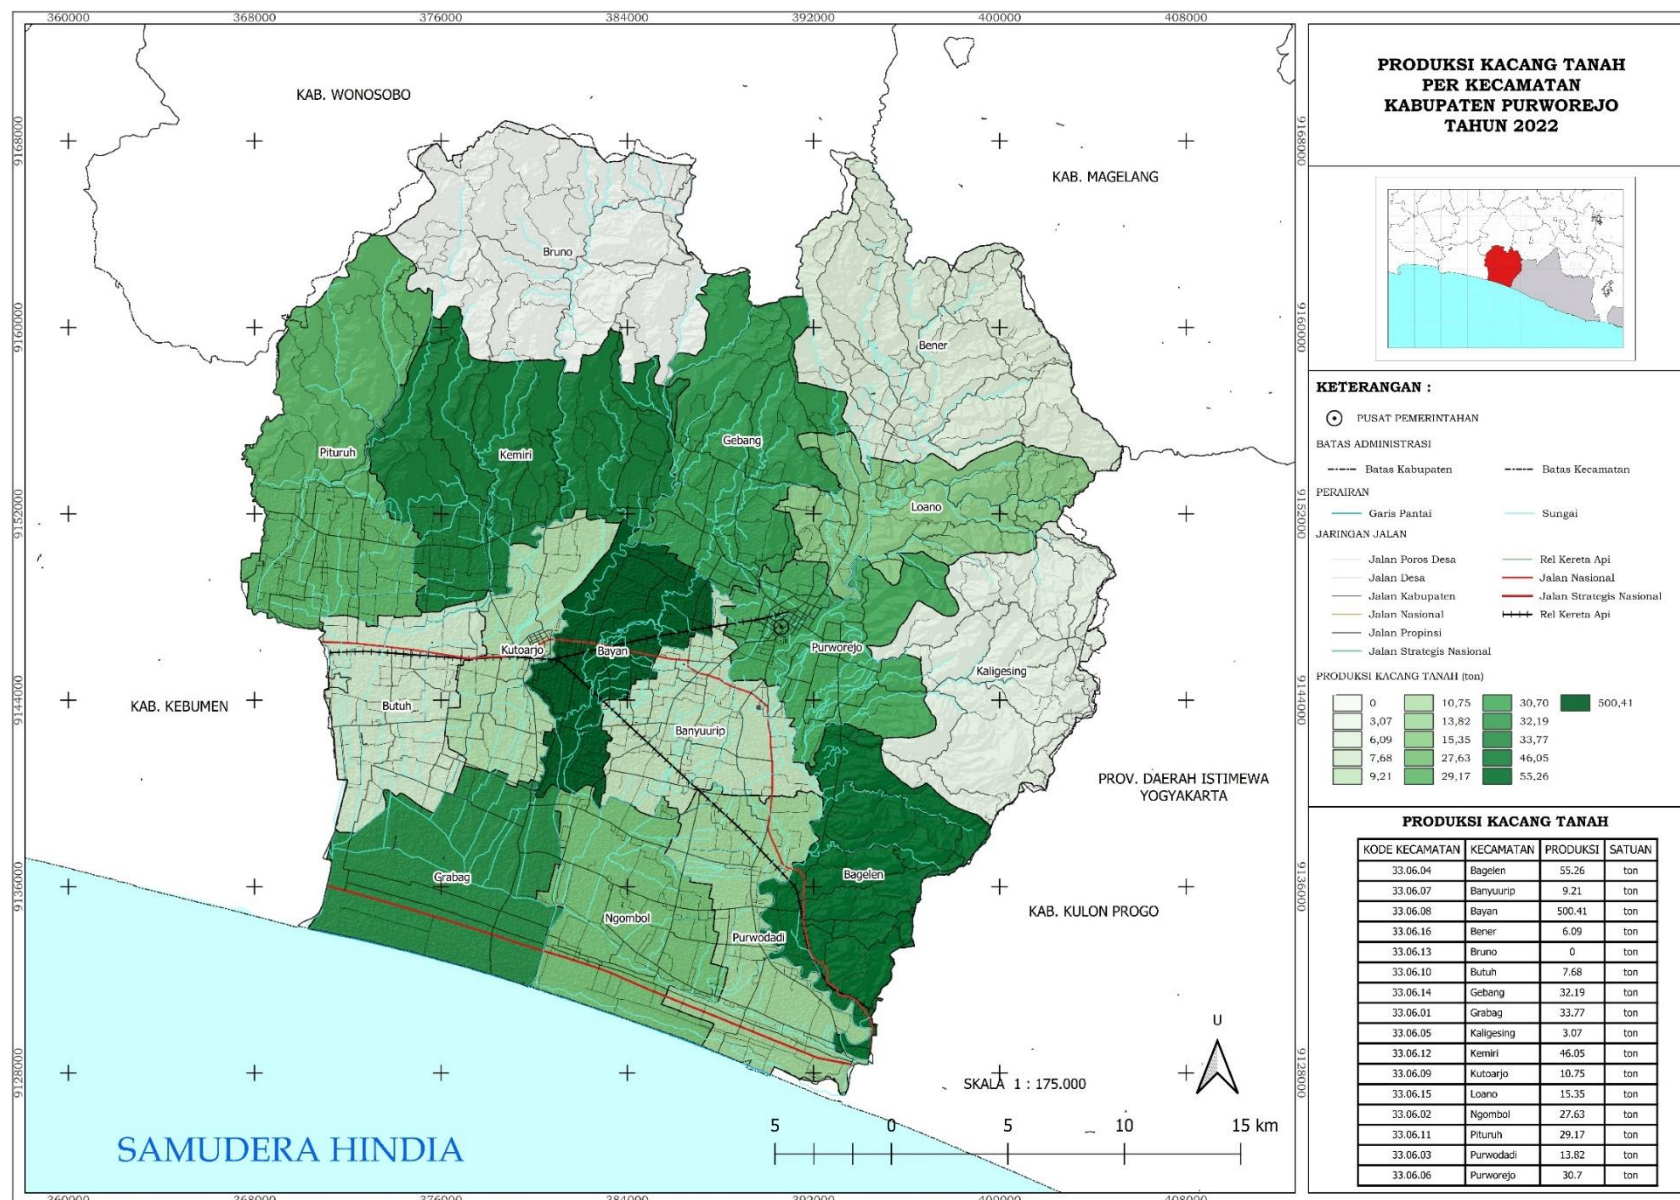 PRODUKSI KACANG TANAH
PER KECAMATAN
KABUPATEN PURWOREJO
TAHUN 2022
360000 368000 376000 384000 392000 400000 408000
9168000 9168000
9160000 9160000
9152000 9152000
9144000 9144000
9136000 9136000
9128000 9128000
360000 368000 376000 384000 392000 400000 408000
KAB. WONOSOBO
KAB. MAGELANG
Bruno
Bener
Pituruh
Kemiri
Gebang
Loano
Kutoarjo
Bayan
Purworejo
Kaligesing
KAB. KEBUMEN
Butuh
Banyuurip
PROV. DAERAH ISTIMEWA
YOGYAKARTA
Grabag
Bagelen
Ngombol
Purwodadi
KAB. KULON PROGO
U
SKALA 1 : 175.000
5 0 5 10 15 km
SAMUDERA HINDIA
KETERANGAN :
PUSAT PEMERINTAHAN
BATAS ADMINISTRASI
Batas Kabupaten Batas Kecamatan
PERAIRAN
Garis Pantai Sungai
JARINGAN JALAN
Jalan Poros Desa Rel Kereta Api
Jalan Desa Jalan Nasional
Jalan Kabupaten Jalan Strategis Nasional
Jalan Nasional Rel Kereta Api
Jalan Propinsi
Jalan Strategis Nasional
PRODUKSI KACANG TANAH (ton)
0 10,75 30,70 500,41
3,07 13,82 32,19
6,09 15,35 33,77
7,68 27,63 46,05
9,21 29,17 55,26
PRODUKSI KACANG TANAH
KODE KECAMATAN KECAMATAN PRODUKSI SATUAN
33.06.04 Bagelen 55.26 ton
33.06.07 Banyuurip 9.21 ton
33.06.08 Bayan 500.41 ton
33.06.16 Bener 6.09 ton
33.06.13 Bruno 0 ton
33.06.10 Butuh 7.68 ton
33.06.14 Gebang 32.19 ton
33.06.01 Grabag 33.77 ton
33.06.05 Kaligesing 3.07 ton
33.06.12 Kemiri 46.05 ton
33.06.09 Kutoarjo 10.75 ton
33.06.15 Loano 15.35 ton
33.06.02 Ngombol 27.63 ton
33.06.11 Pituruh 29.17 ton
33.06.03 Purwodadi 13.82 ton
33.06.06 Purworejo 30.7 ton